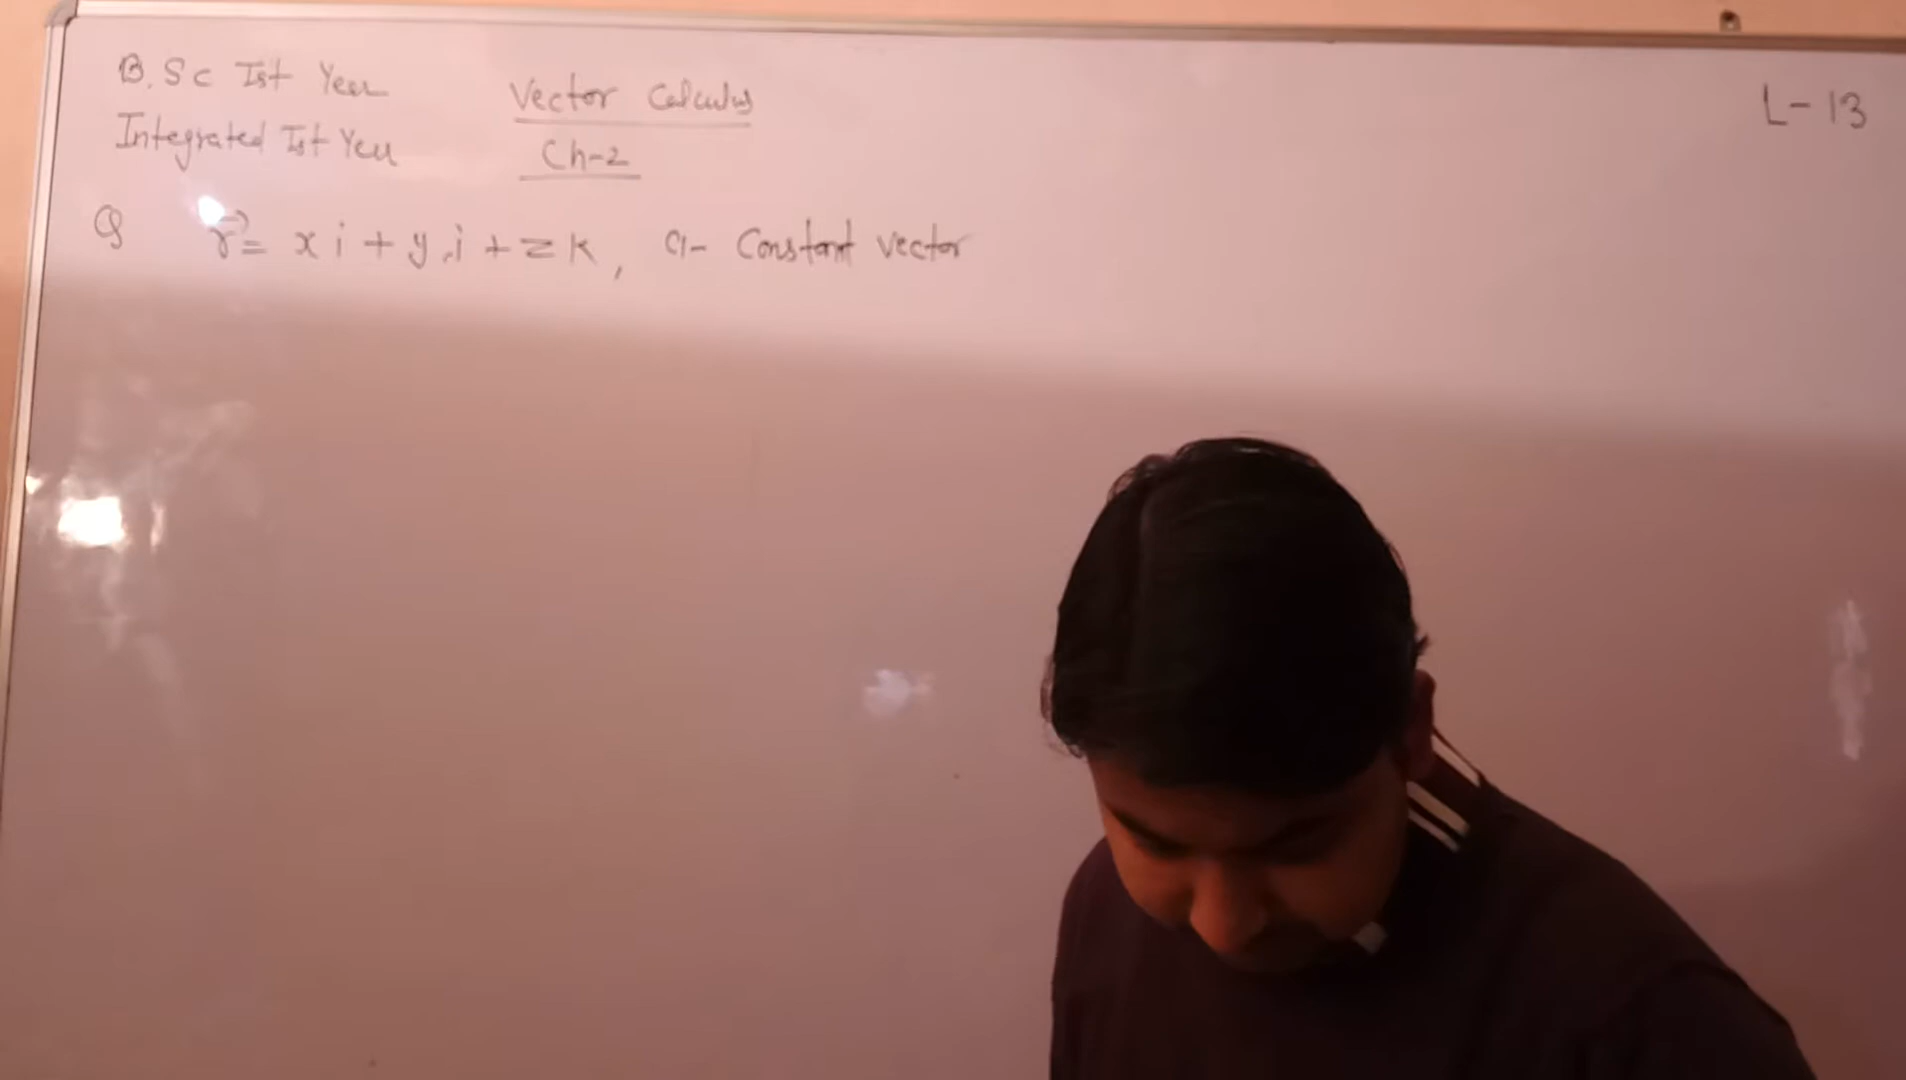 B.Sc Ist Year
Integrated Ist Year
Vector Calculus
Ch-2
L-13
Q r⃗ = x i + y j + z k, a - Constant vector